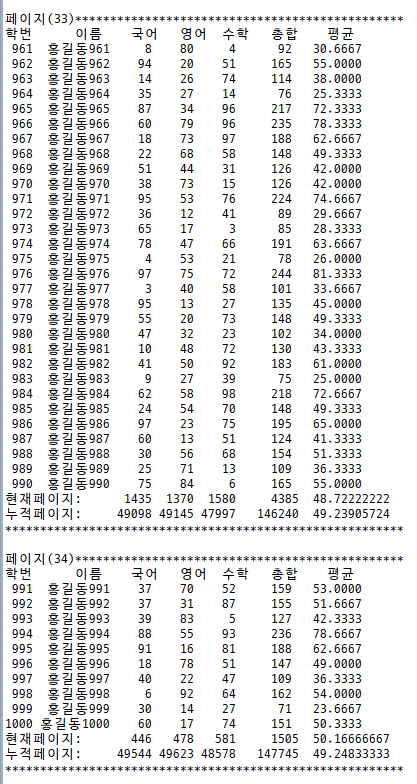 페이지(33)***********************************************
학번 이름 국어 영어 수학 총합 평균
961 홍길동961 8 80 4 92 30.6667
962 홍길동962 94 20 51 165 55.0000
963 홍길동963 14 26 74 114 38.0000
964 홍길동964 35 27 14 76 25.3333
965 홍길동965 87 34 96 217 72.3333
966 홍길동966 60 79 96 235 78.3333
967 홍길동967 18 73 97 188 62.6667
968 홍길동968 22 68 58 148 49.3333
969 홍길동969 51 44 31 126 42.0000
970 홍길동970 38 73 15 126 42.0000
971 홍길동971 95 53 76 224 74.6667
972 홍길동972 36 12 41 89 29.6667
973 홍길동973 65 17 3 85 28.3333
974 홍길동974 78 47 66 191 63.6667
975 홍길동975 4 53 21 78 26.0000
976 홍길동976 97 75 72 244 81.3333
977 홍길동977 3 40 58 101 33.6667
978 홍길동978 95 13 27 135 45.0000
979 홍길동979 55 20 73 148 49.3333
980 홍길동980 47 32 23 102 34.0000
981 홍길동981 10 48 72 130 43.3333
982 홍길동982 41 50 92 183 61.0000
983 홍길동983 9 27 39 75 25.0000
984 홍길동984 62 58 98 218 72.6667
985 홍길동985 24 54 70 148 49.3333
986 홍길동986 97 23 75 195 65.0000
987 홍길동987 60 13 51 124 41.3333
988 홍길동988 30 56 68 154 51.3333
989 홍길동989 25 71 13 109 36.3333
990 홍길동990 75 84 6 165 55.0000
현재페이지: 1435 1370 1580 4385 48.72222222
누적페이지: 49098 49145 47997 146240 49.23905724
*********************************************************
페이지(34)***********************************************
학번 이름 국어 영어 수학 총합 평균
991 홍길동991 37 70 52 159 53.0000
992 홍길동992 37 31 87 155 51.6667
993 홍길동993 39 83 5 127 42.3333
994 홍길동994 88 55 93 236 78.6667
995 홍길동995 91 16 81 188 62.6667
996 홍길동996 18 78 51 147 49.0000
997 홍길동997 40 22 47 109 36.3333
998 홍길동998 6 92 64 162 54.0000
999 홍길동999 30 14 27 71 23.6667
1000 홍길동1000 60 17 74 151 50.3333
현재페이지: 446 478 581 1505 50.16666667
누적페이지: 49544 49623 48578 147745 49.24833333
*********************************************************